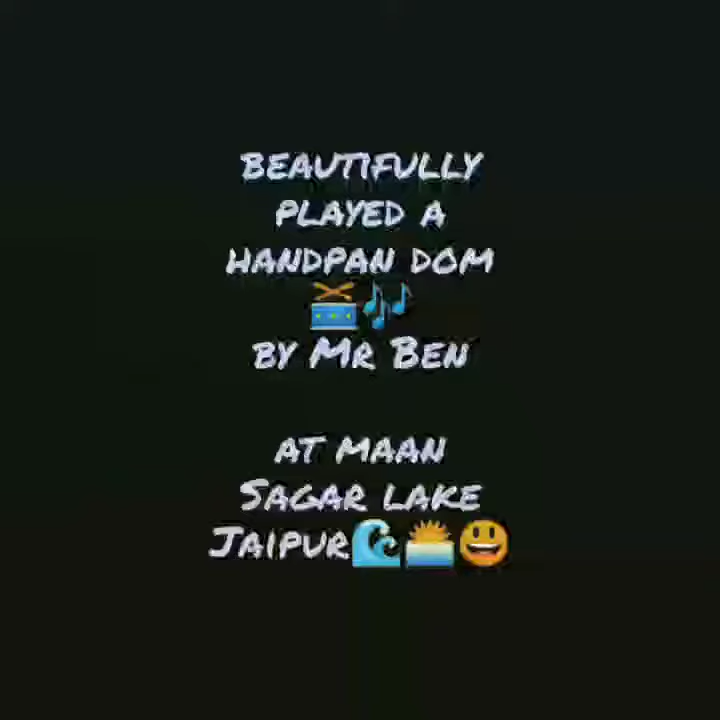 BEAUTIFULLY
PLAYED A
HANDPAN DOM
🥁🎶
BY MR BEN
AT MAAN
SAGAR LAKE
JAIPUR🌊🌅😃